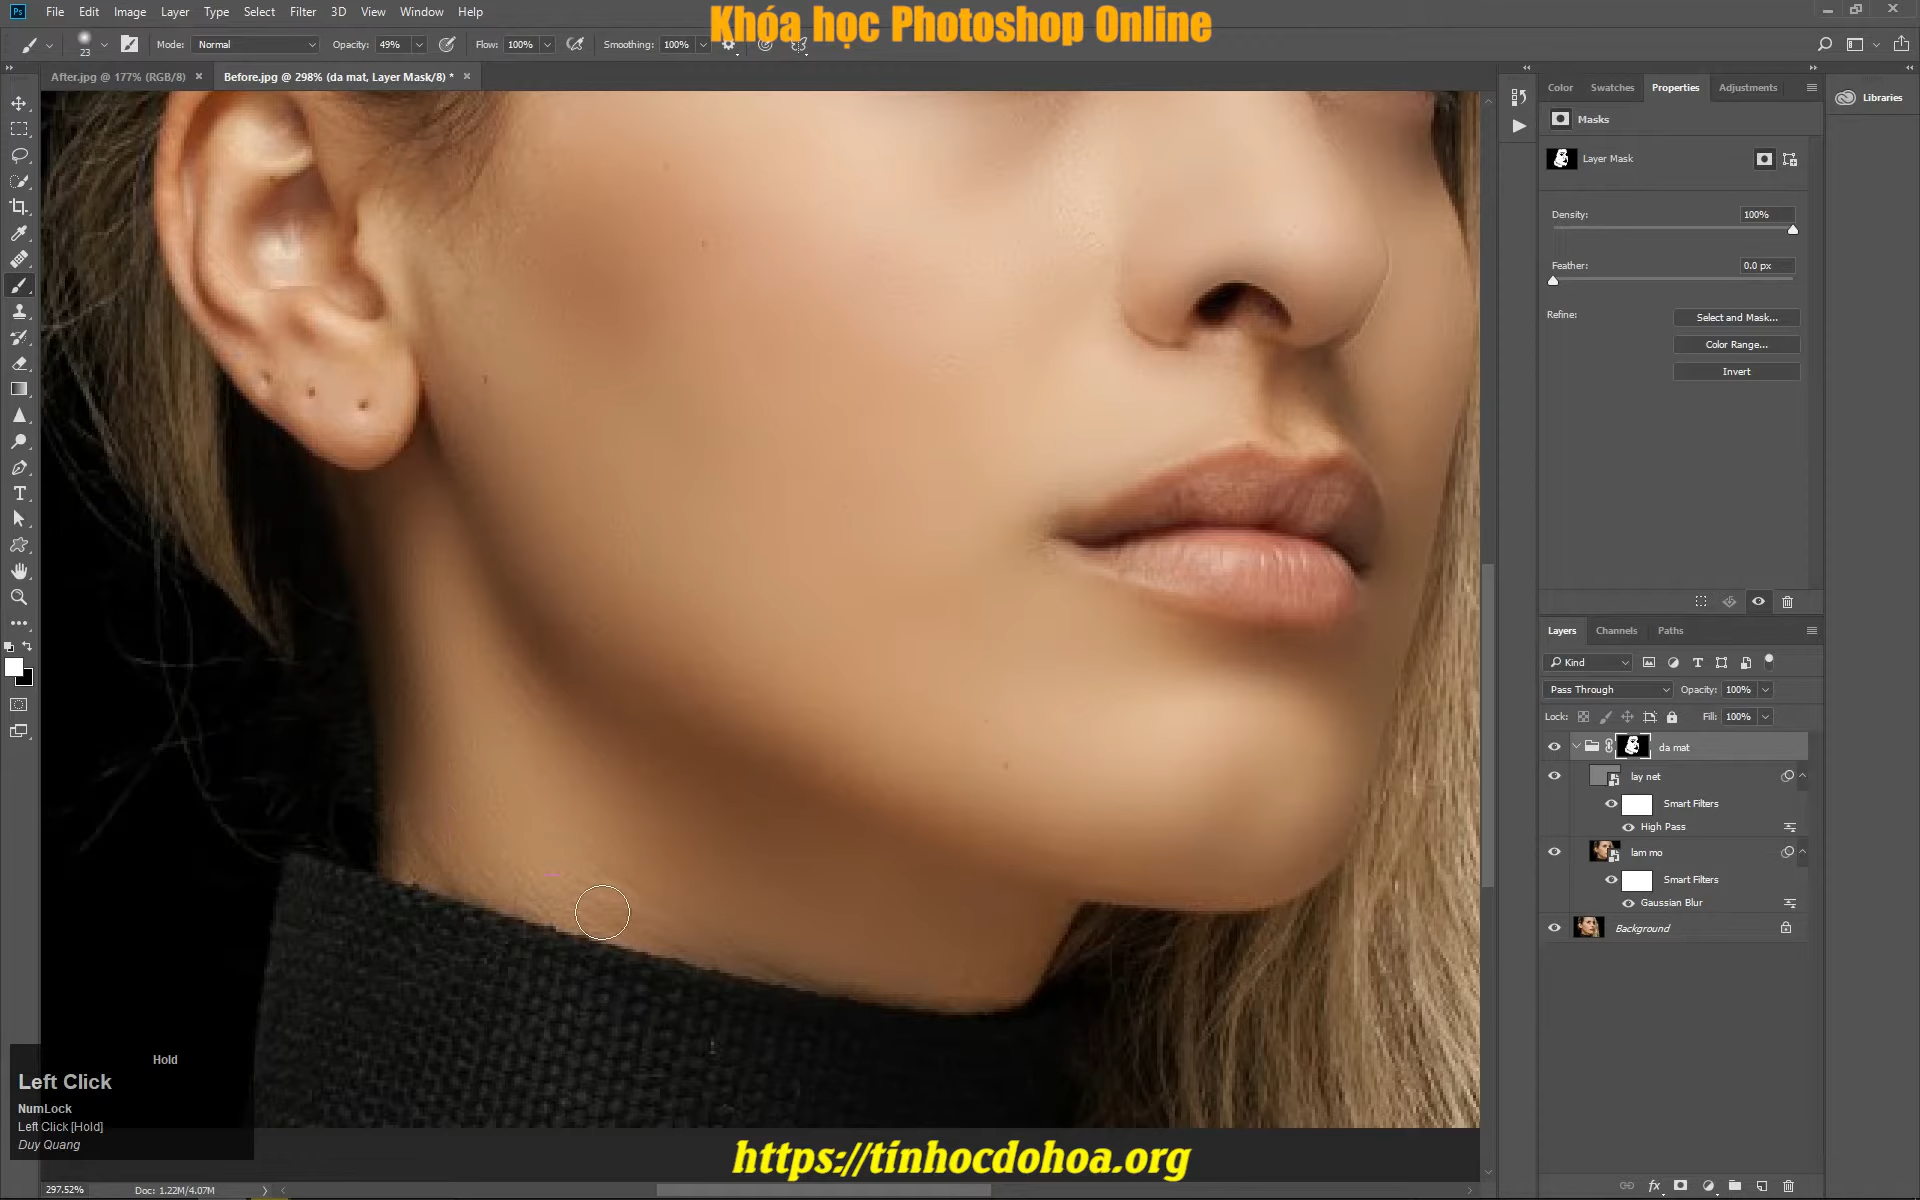 Ps File Edit Image Layer Type Select Filter 3D View Window Help
Khóa học Photoshop Online
23 Mode: Normal Opacity: 49% Flow: 100% Smoothing: 100%
After.jpg @ 177% (RGB/8) × Before.jpg @ 298% (da mat, Layer Mask/8) * ×
Color Swatches Properties Adjustments
Libraries
Masks
Layer Mask
Density: 100%
Feather: 0.0 px
Refine: Select and Mask...
Color Range...
Invert
Layers Channels Paths
Kind
Pass Through Opacity: 100%
Lock: Fill: 100%
da mat
lay net
Smart Filters
High Pass
lam mo
Smart Filters
Gaussian Blur
Background
Hold
Left Click
NumLock
Left Click [Hold]
Duy Quang
https://tinhocdohoa.org
297.52% Doc: 1.22M/4.07M